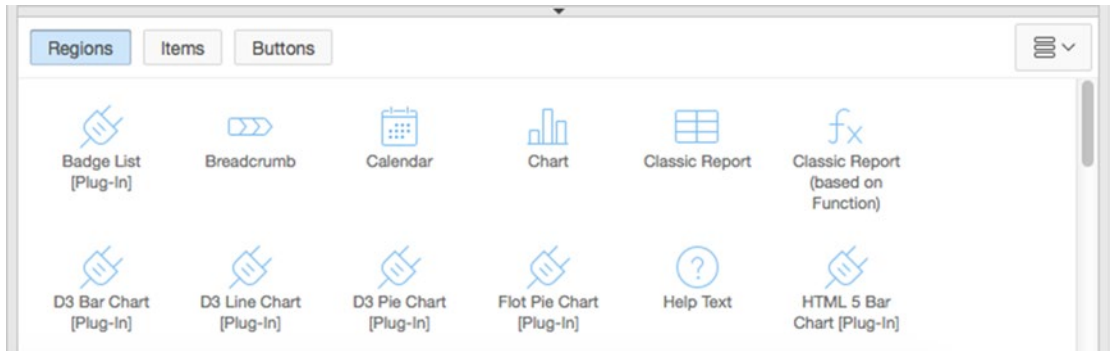 Regions Items Buttons
Badge List Breadcrumb Calendar Chart Classic Report Classic Report
[Plug-In] (based on
Function)
D3 Bar Chart D3 Line Chart D3 Pie Chart Flot Pie Chart Help Text HTML 5 Bar
[Plug-In] [Plug-In] [Plug-In] [Plug-In] Chart [Plug-In]